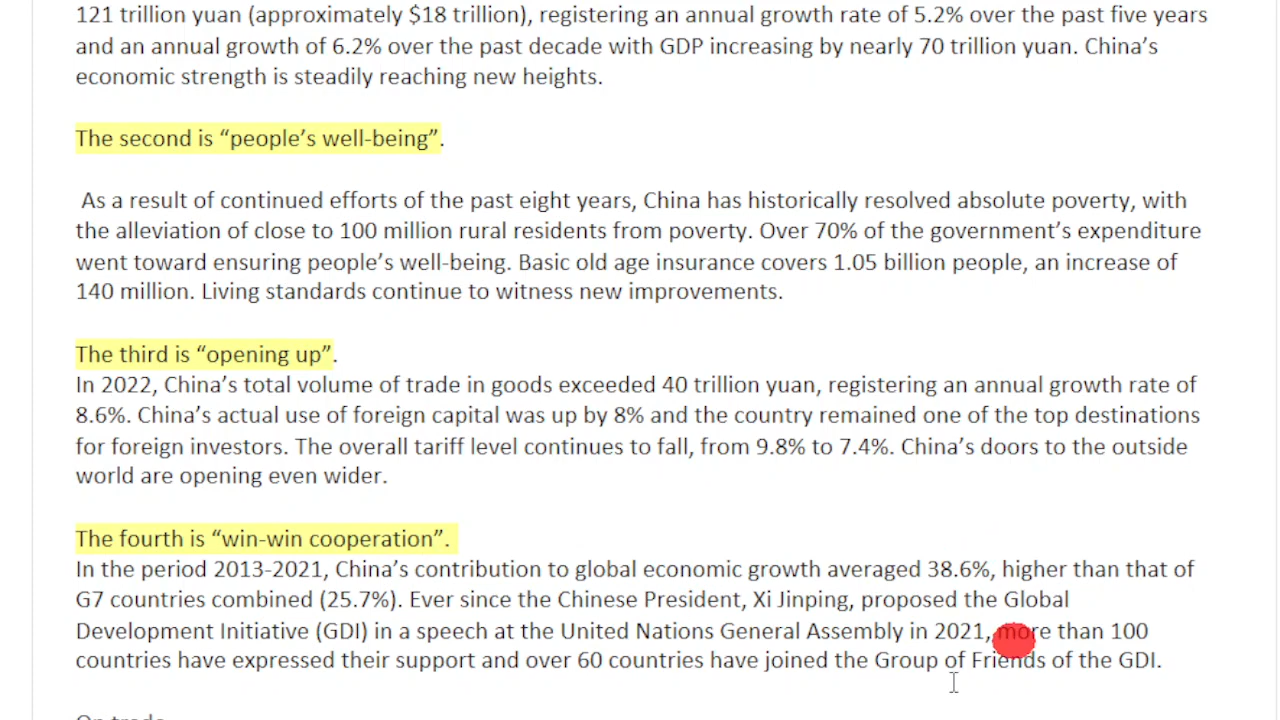 121 trillion yuan (approximately $18 trillion), registering an annual growth rate of 5.2% over the past five years
and an annual growth of 6.2% over the past decade with GDP increasing by nearly 70 trillion yuan. China’s
economic strength is steadily reaching new heights.
The second is “people’s well-being”.
As a result of continued efforts of the past eight years, China has historically resolved absolute poverty, with
the alleviation of close to 100 million rural residents from poverty. Over 70% of the government’s expenditure
went toward ensuring people’s well-being. Basic old age insurance covers 1.05 billion people, an increase of
140 million. Living standards continue to witness new improvements.
The third is “opening up”.
In 2022, China’s total volume of trade in goods exceeded 40 trillion yuan, registering an annual growth rate of
8.6%. China’s actual use of foreign capital was up by 8% and the country remained one of the top destinations
for foreign investors. The overall tariff level continues to fall, from 9.8% to 7.4%. China’s doors to the outside
world are opening even wider.
The fourth is “win-win cooperation”.
In the period 2013-2021, China’s contribution to global economic growth averaged 38.6%, higher than that of
G7 countries combined (25.7%). Ever since the Chinese President, Xi Jinping, proposed the Global
Development Initiative (GDI) in a speech at the United Nations General Assembly in 2021, more than 100
countries have expressed their support and over 60 countries have joined the Group of Friends of the GDI.
On trade